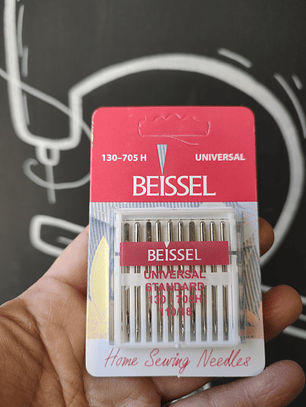 130-705 H UNIVERSAL
BEISSEL
BEISSEL
UNIVERSAL
STANDARD
130 - 705H
110/18
Home Sewing Needles